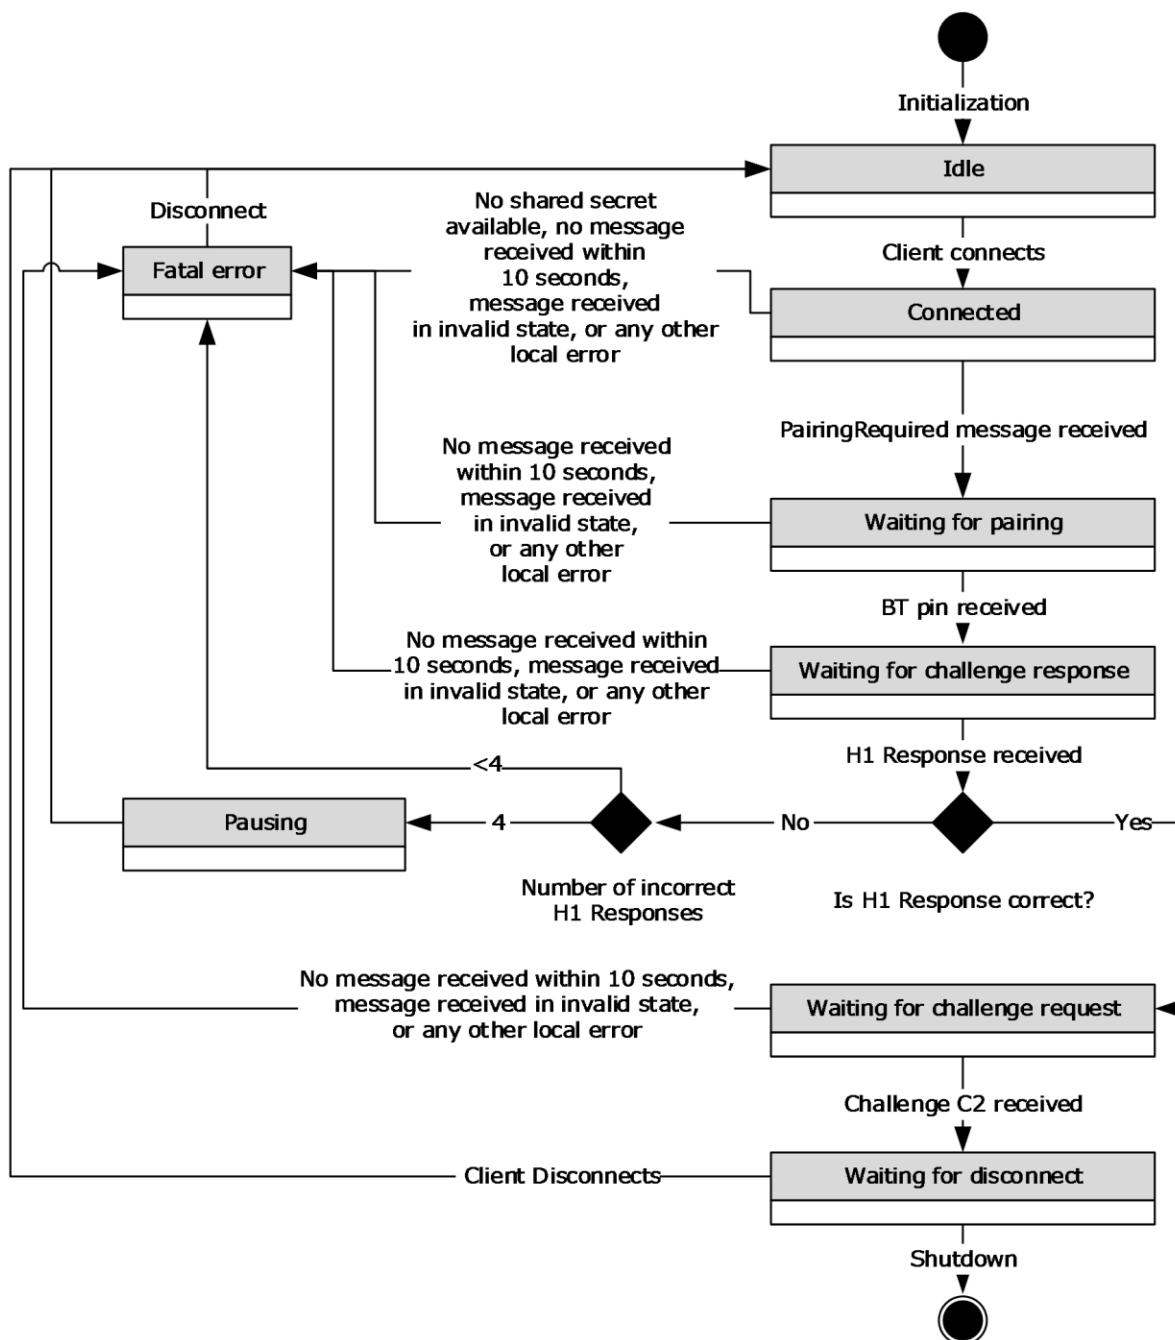 Initialization
Idle
Disconnect
No shared secret
available, no message
received within
10 seconds,
message received
in invalid state, or any other
local error
Client connects
Fatal error
Connected
PairingRequired message received
No message received
within 10 seconds,
message received
in invalid state,
or any other
local error
Waiting for pairing
BT pin received
No message received within
10 seconds, message received
in invalid state, or any other
local error
Waiting for challenge response
H1 Response received
<4
Pausing
4
No
Yes
Number of incorrect
H1 Responses
Is H1 Response correct?
No message received within 10 seconds,
message received in invalid state,
or any other local error
Waiting for challenge request
Challenge C2 received
Client Disconnects
Waiting for disconnect
Shutdown